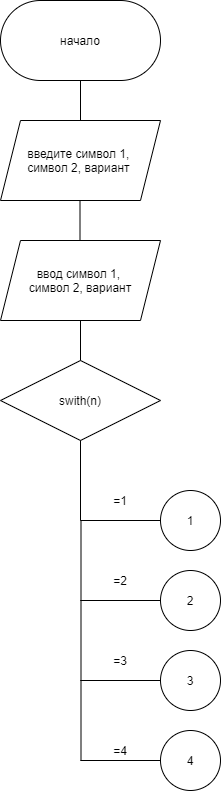 начало
введите символ 1,
символ 2, вариант
ввод символ 1,
символ 2, вариант
swith(n)
=1
1
=2
2
=3
3
=4
4